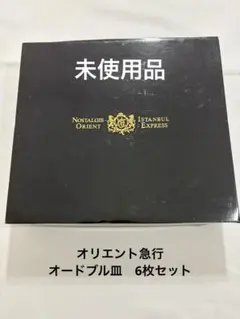 未使用品
NOSTALGIE ISTANBUL
ORIENT EXPRESS
オリエント急行
オードブル皿 6枚セット